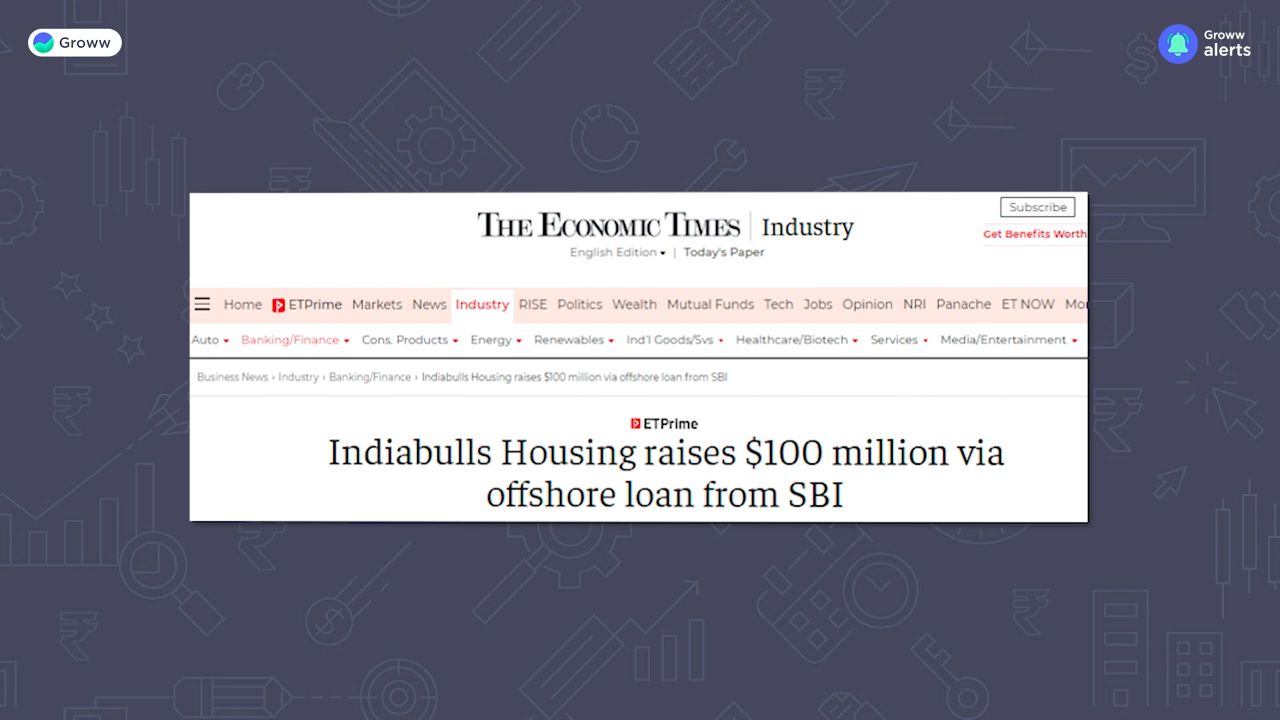 Groww
Groww
alerts
THE ECONOMIC TIMES | Industry
Subscribe
Get Benefits Worth
English Edition | Today's Paper
Home ETPrime Markets News Industry RISE Politics Wealth Mutual Funds Tech Jobs Opinion NRI Panache ET NOW Mor
Auto Banking/Finance Cons. Products Energy Renewables Ind'l Goods/Svs Healthcare/Biotech Services Media/Entertainment
Business News › Industry › Banking/Finance › Indiabulls Housing raises $100 million via offshore loan from SBI
ETPrime
Indiabulls Housing raises $100 million via
offshore loan from SBI